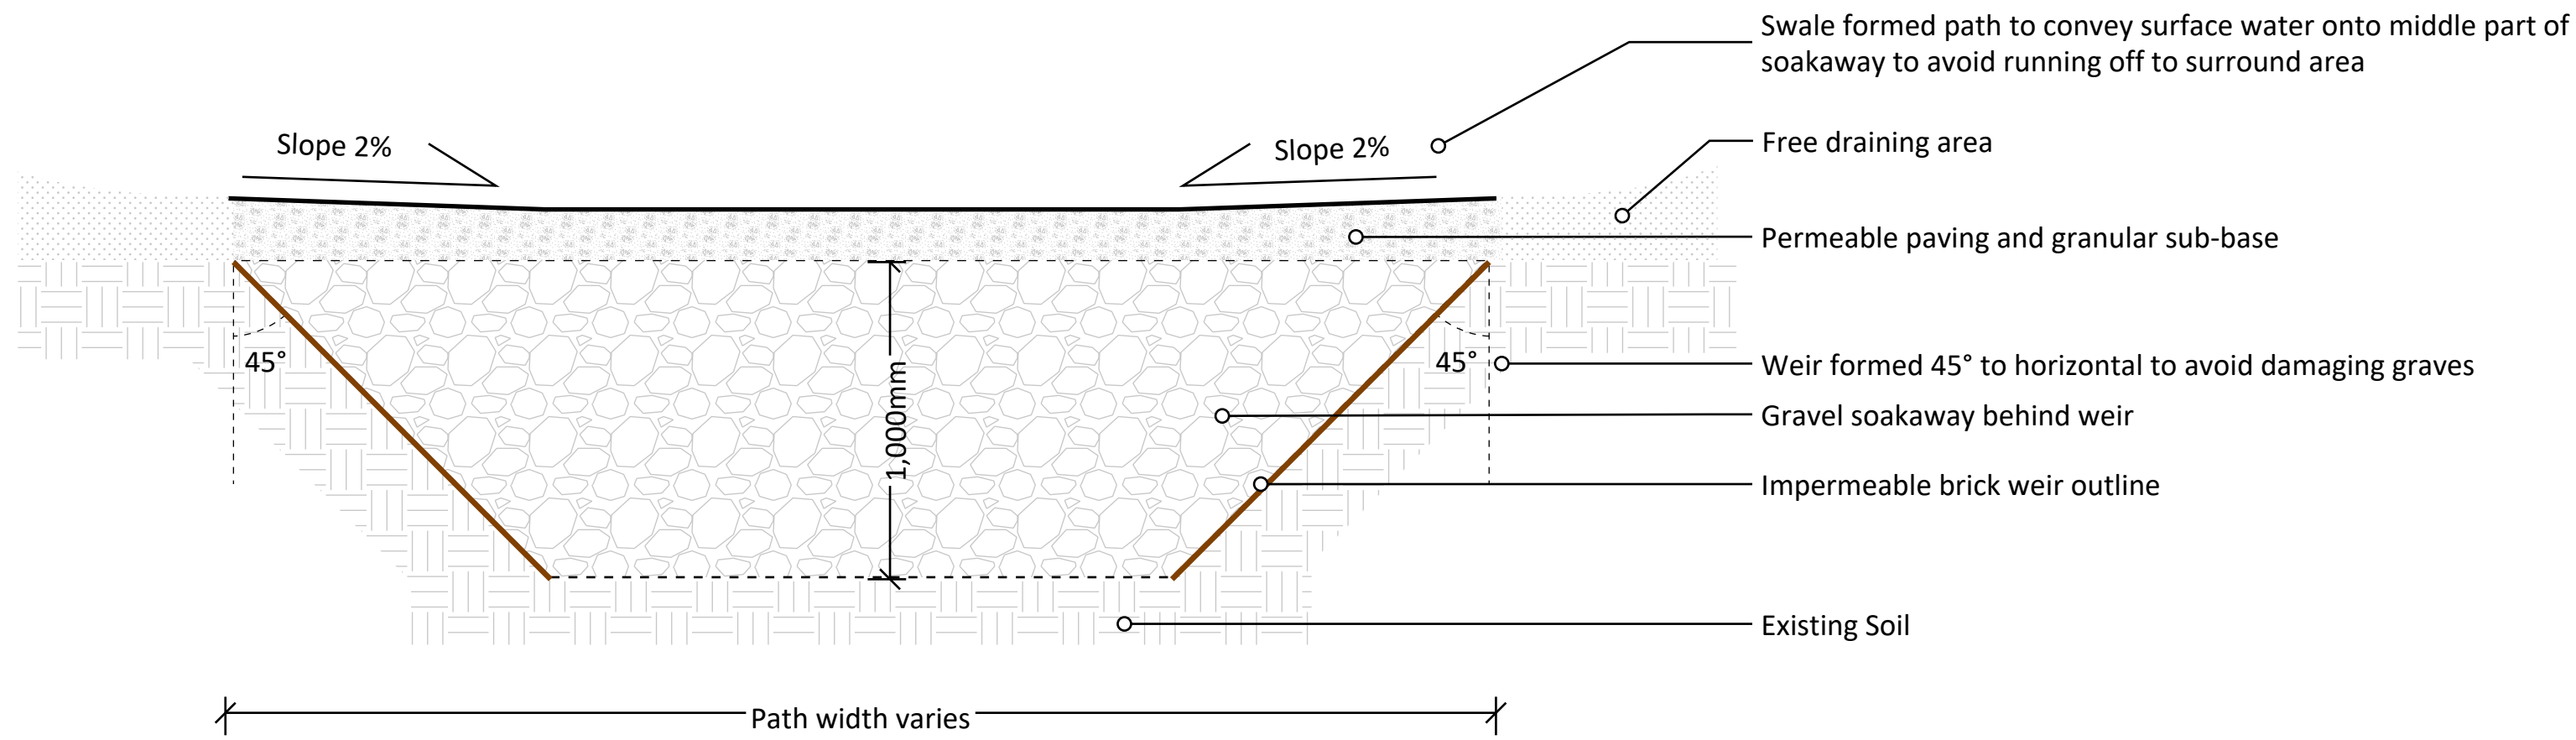 Swale formed path to convey surface water onto middle part of
soakaway to avoid running off to surround area
Slope 2%
Slope 2%
Free draining area
Permeable paving and granular sub-base
45°
45°
Weir formed 45° to horizontal to avoid damaging graves
1,000mm
Gravel soakaway behind weir
Impermeable brick weir outline
Existing Soil
Path width varies